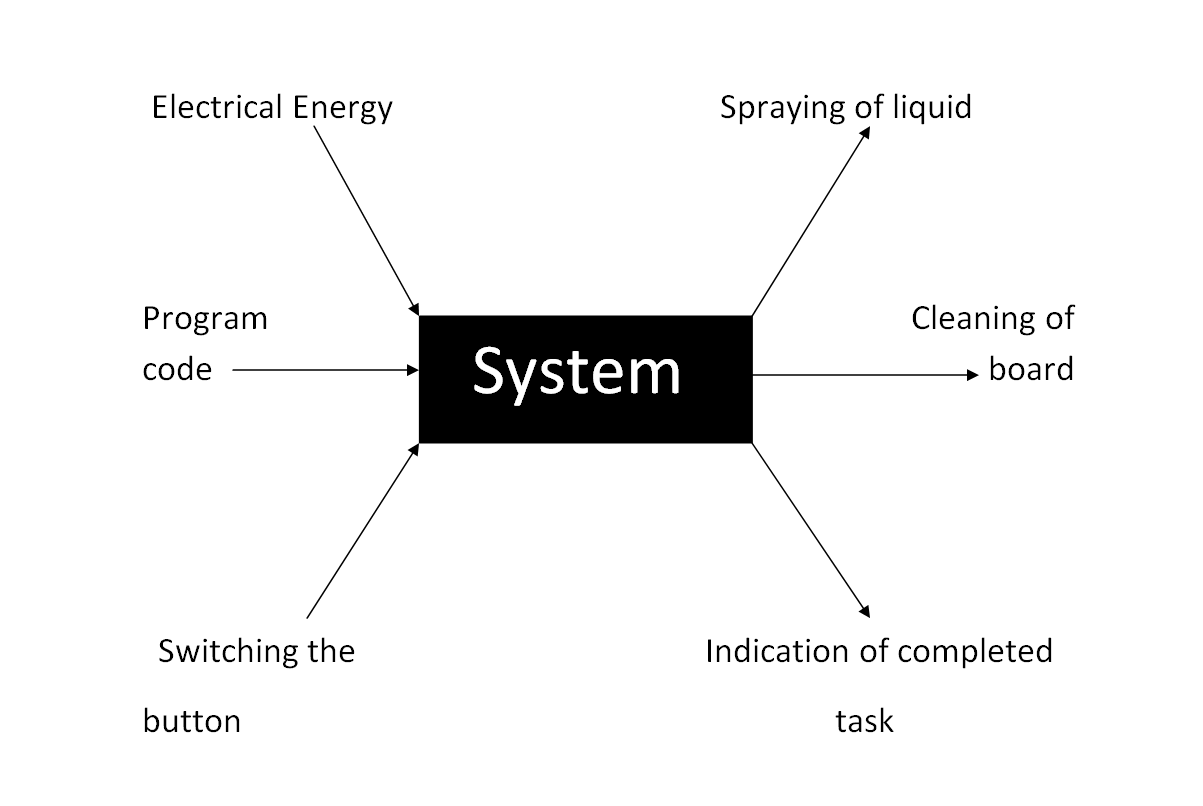 Electrical Energy
Spraying of liquid
Program
code
System
Cleaning of
board
Switching the
button
Indication of completed
task